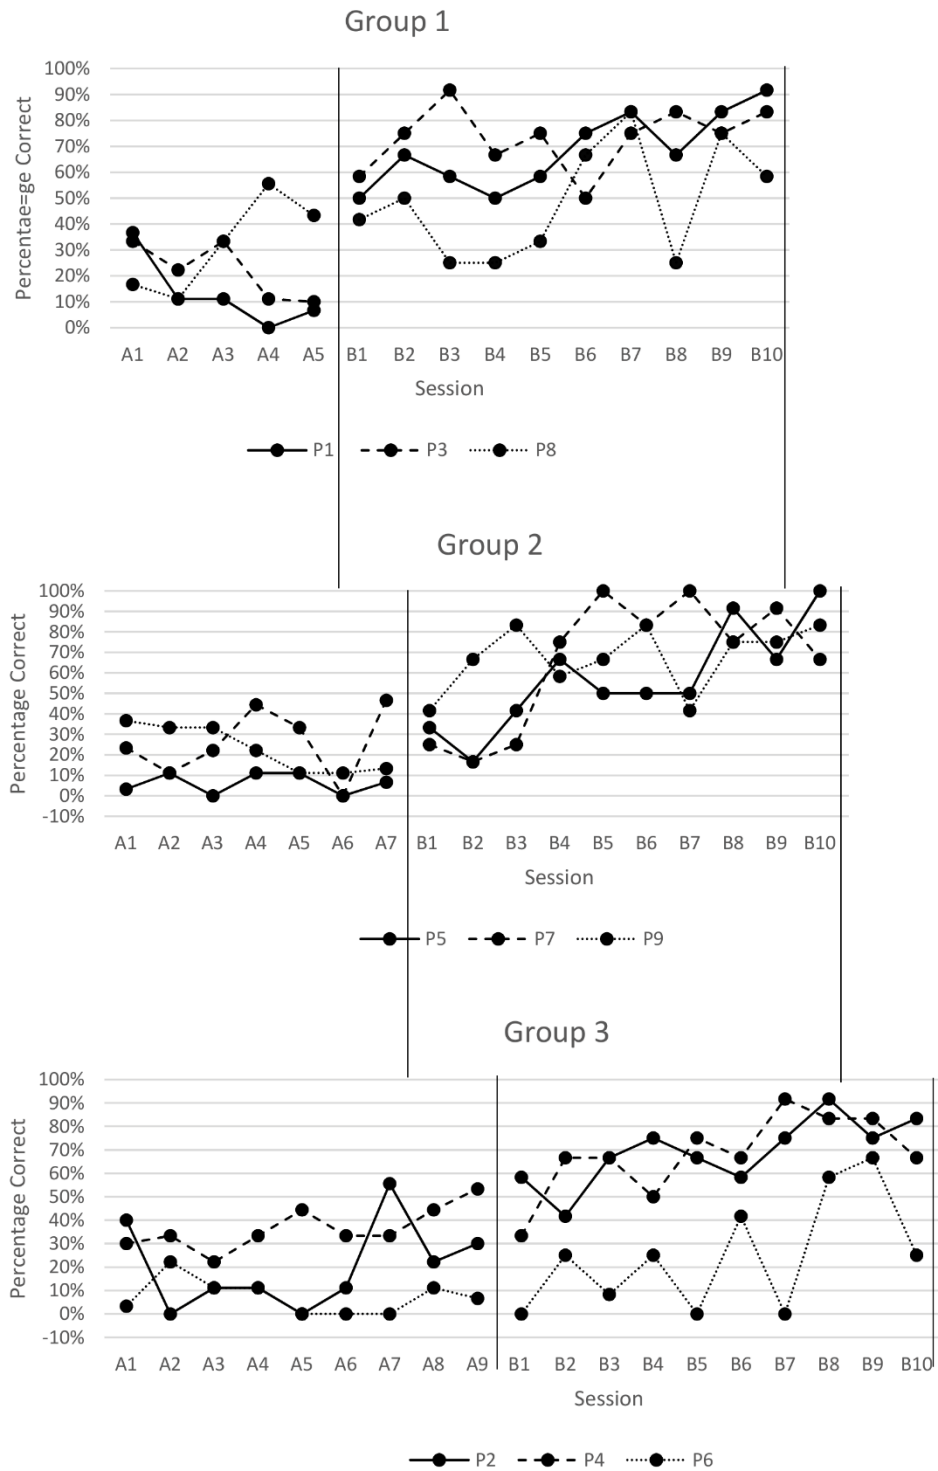 Group 1
Percentae=ge Correct
100%
90%
80%
70%
60%
50%
40%
30%
20%
10%
0%
A1 A2 A3 A4 A5 B1 B2 B3 B4 B5 B6 B7 B8 B9 B10
Session
P1 P3 P8
Group 2
Percentage Correct
100%
90%
80%
70%
60%
50%
40%
30%
20%
10%
0%
-10%
A1 A2 A3 A4 A5 A6 A7 B1 B2 B3 B4 B5 B6 B7 B8 B9 B10
Session
P5 P7 P9
Group 3
Percentage Correct
100%
90%
80%
70%
60%
50%
40%
30%
20%
10%
0%
-10%
A1 A2 A3 A4 A5 A6 A7 A8 A9 B1 B2 B3 B4 B5 B6 B7 B8 B9 B10
Session
P2 P4 P6